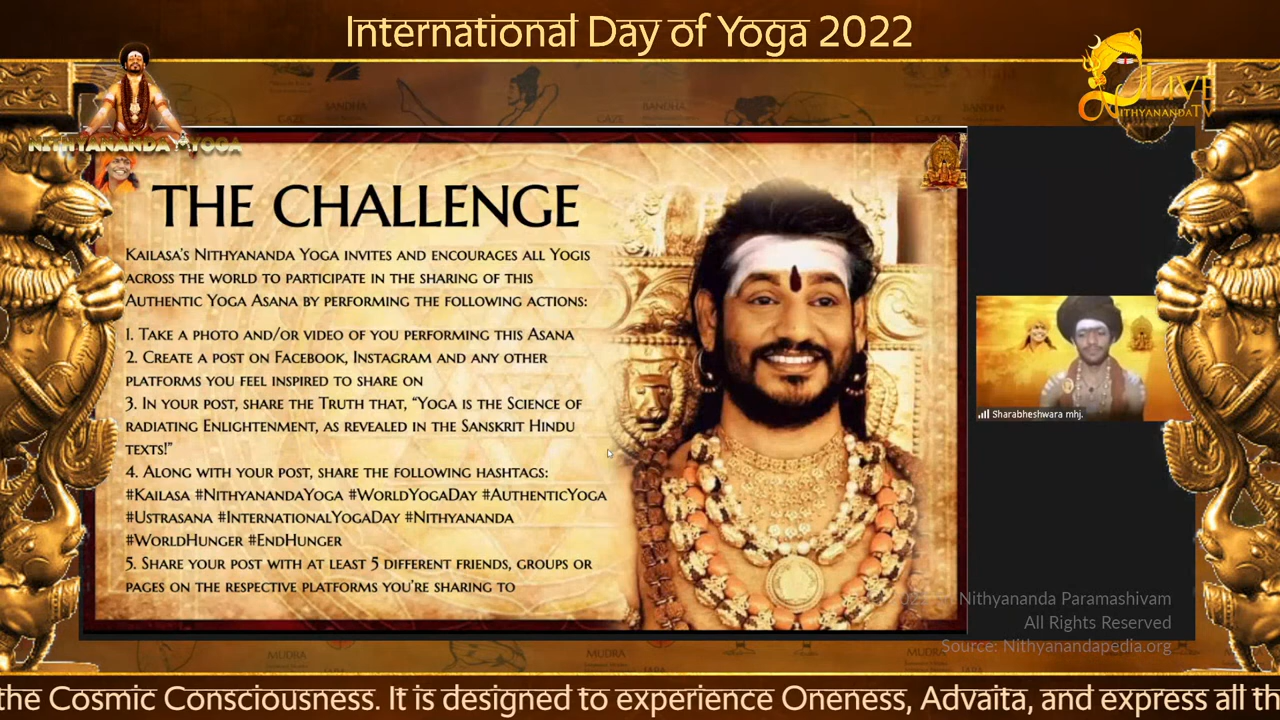 International Day of Yoga 2022
LIVE
NITHYANANDATV
NITHYANANDA YOGA
THE CHALLENGE
KAILASA'S NITHYANANDA YOGA INVITES AND ENCOURAGES ALL YOGIS
ACROSS THE WORLD TO PARTICIPATE IN THE SHARING OF THIS
AUTHENTIC YOGA ASANA BY PERFORMING THE FOLLOWING ACTIONS:
1. TAKE A PHOTO AND/OR VIDEO OF YOU PERFORMING THIS ASANA
2. CREATE A POST ON FACEBOOK, INSTAGRAM AND ANY OTHER
PLATFORMS YOU FEEL INSPIRED TO SHARE ON
3. IN YOUR POST, SHARE THE TRUTH THAT, “YOGA IS THE SCIENCE OF
RADIATING ENLIGHTENMENT, AS REVEALED IN THE SANSKRIT HINDU
TEXTS!”
4. ALONG WITH YOUR POST, SHARE THE FOLLOWING HASHTAGS:
#KAILASA #NITHYANANDAYOGA #WORLDYOGADAY #AUTHENTICYOGA
#USTRASANA #INTERNATIONALYOGADAY #NITHYANANDA
#WORLDHUNGER #ENDHUNGER
5. SHARE YOUR POST WITH AT LEAST 5 DIFFERENT FRIENDS, GROUPS OR
PAGES ON THE RESPECTIVE PLATFORMS YOU'RE SHARING TO
Sharabheshwara mhj.
Nithyananda Paramashivam
All Rights Reserved
Source: Nithyanandapedia.org
MUDRA
MUDRA
the Cosmic Consciousness. It is designed to experience Oneness, Advaita, and express all th